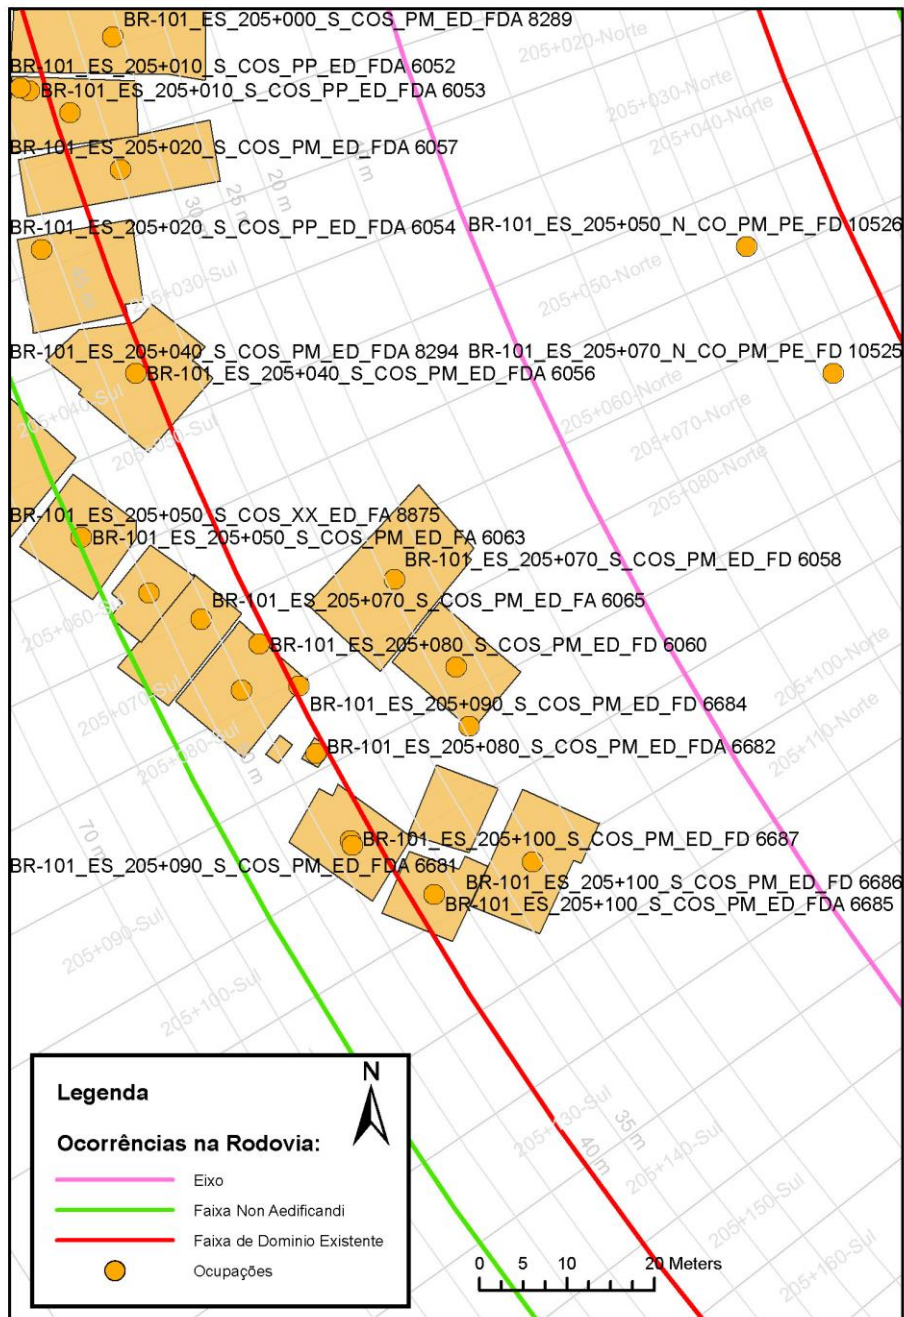 BR-101_ES_205+000_S_COS_PM_ED_FDA 8289
205+020-Norte
BR-101_ES_205+010_S_COS_PP_ED_FDA 6052
205+030-Norte
BR-101_ES_205+010_S_COS_PP_ED_FDA 6053
205+040-Norte
BR-101_ES_205+020_S_COS_PM_ED_FDA 6057
20 m
25 m
BR-101_ES_205+020_S_COS_PP_ED_FDA 6054
BR-101_ES_205+050_N_CO_PM_PE_FD 10526
205+030-Sul
205+050-Norte
BR-101_ES_205+040_S_COS_PM_ED_FDA 8294
BR-101_ES_205+070_N_CO_PM_PE_FD 10525
BR-101_ES_205+040_S_COS_PM_ED_FDA 6056
205+040-Sul
205+060-Norte
205+070-Norte
205+050-Sul
205+080-Norte
BR-101_ES_205+050_S_COS_XX_ED_FA 8875
BR-101_ES_205+050_S_COS_PM_ED_FA 6063
BR-101_ES_205+070_S_COS_PM_ED_FD 6058
BR-101_ES_205+070_S_COS_PM_ED_FA 6065
205+060-Sul
BR-101_ES_205+080_S_COS_PM_ED_FD 6060
205+100-Norte
205+070-Sul
BR-101_ES_205+090_S_COS_PM_ED_FD 6684
205+110-Norte
BR-101_ES_205+080_S_COS_PM_ED_FDA 6682
205+080-Sul
70 m
BR-101_ES_205+100_S_COS_PM_ED_FD 6687
BR-101_ES_205+090_S_COS_PM_ED_FDA 6681
BR-101_ES_205+100_S_COS_PM_ED_FD 6686
BR-101_ES_205+100_S_COS_PM_ED_FDA 6685
205+090-Sul
205+100-Sul
N
Legenda
Ocorrências na Rodovia:
Eixo
Faixa Non Aedificandi
Faixa de Dominio Existente
Ocupações
205+130-Sul
35 m
40 m
205+140-Sul
205+150-Sul
205+160-Sul
0 5 10 20 Meters